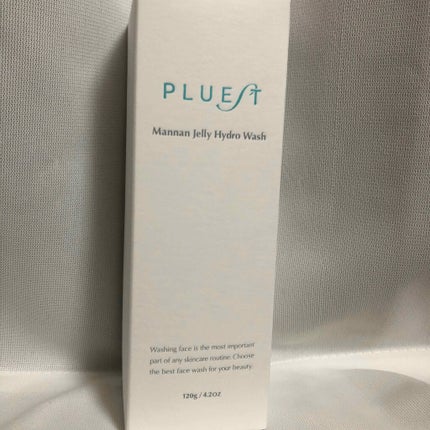 PLUEST
Mannan Jelly Hydro Wash
Washing face is the most important
part of any skincare routine. Choose
the best face wash for your beauty.
120g / 4.2oz